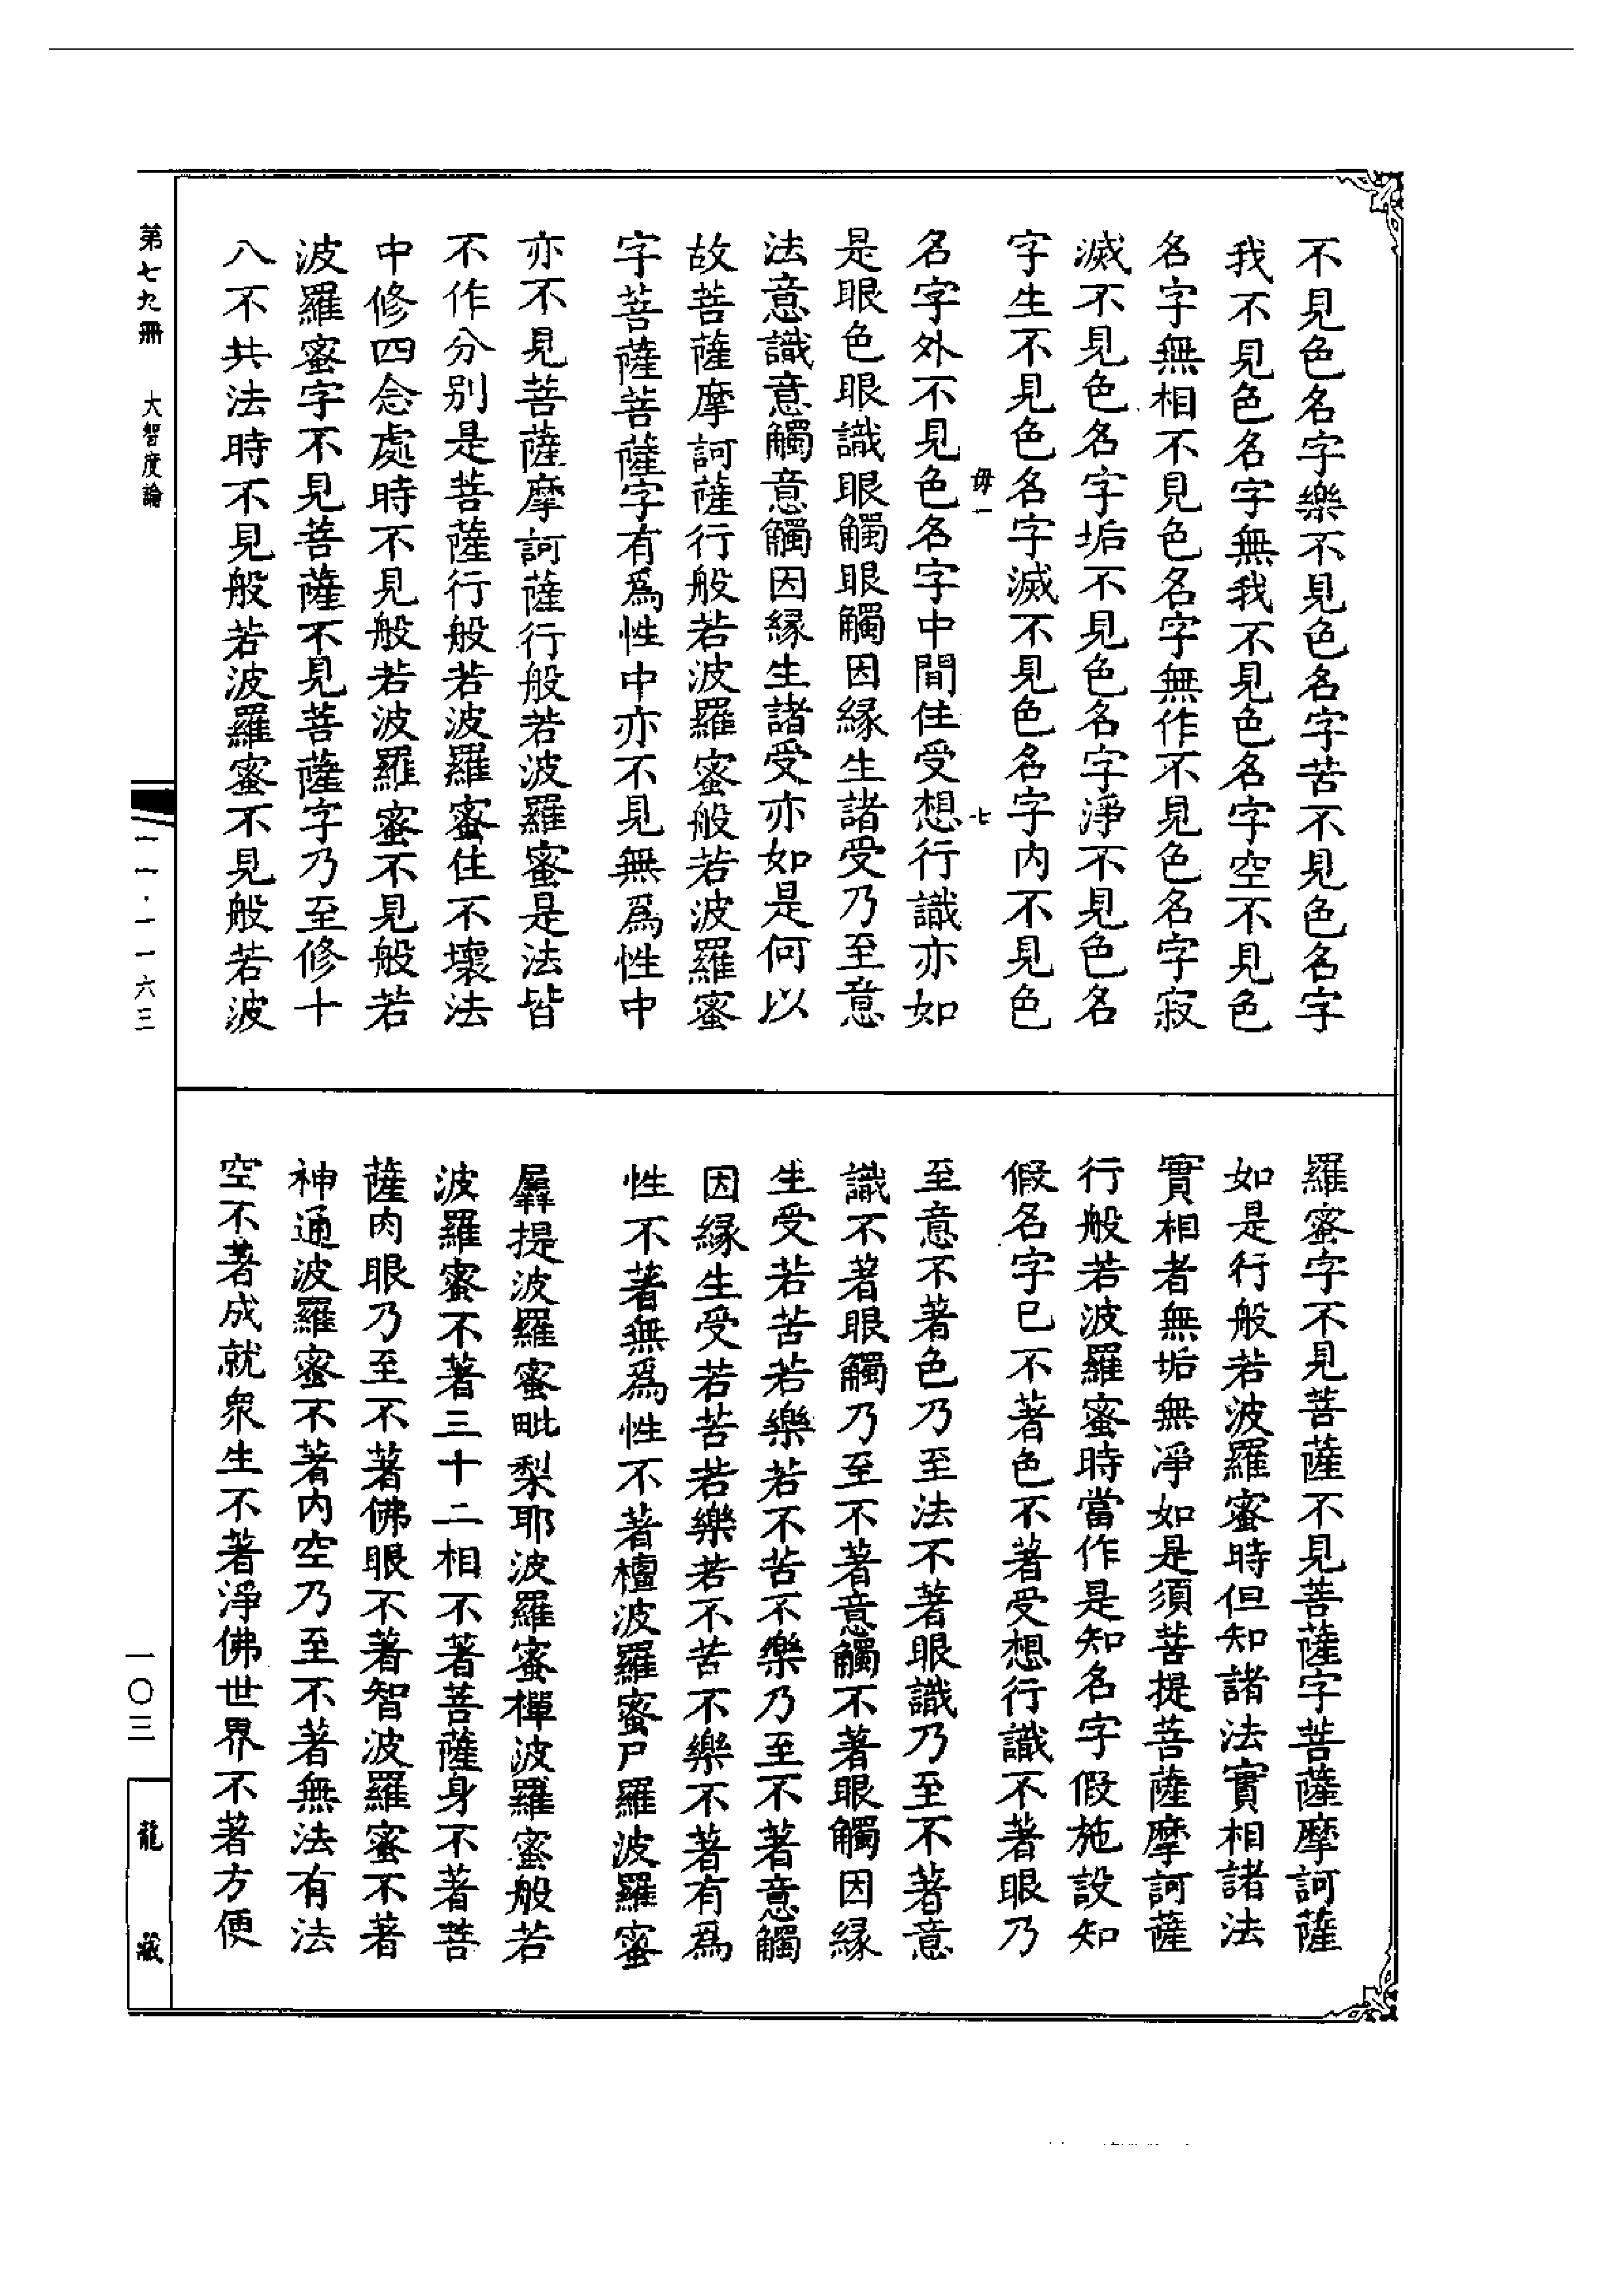 不見色名字樂不見色名字苦不見色名字
我不見色名字無我不見色名字空不見色
名字無相不見色名字無作不見色名字寂
滅不見色名字垢不見色名字淨不見色名
字生不見色名字滅不見色名字内不見色
毋一
七
名字外不見色名字中間住受想行識亦如
是眼色眼識眼觸眼觸因緣生諸受乃至意
法意識意觸意觸因緣生諸受亦如是何以
故菩薩摩訶薩行般若波羅蜜般若波羅蜜
字菩薩菩薩字有爲性中亦不見無爲性中
亦不見菩薩摩訶薩行般若波羅蜜是法皆
不作分別是菩薩行般若波羅蜜住不壞法
中修四念處時不見般若波羅蜜不見般若
波羅蜜字不見菩薩不見菩薩字乃至修十
八不共法時不見般若波羅蜜不見般若波
羅蜜字不見菩薩不見菩薩字菩薩摩訶薩
如是行般若波羅蜜時但知諸法實相諸法
實相者無垢無淨如是須菩提菩薩摩訶薩
行般若波羅蜜時當作是知名字假施設知
假名字已不著色不著受想行識不著眼乃
至意不著色乃至法不著眼識乃至不著意
識不著眼觸乃至不著意觸不著眼觸因緣
生受若苦若樂若不苦不樂乃至不著意觸
因緣生受若苦若樂若不苦不樂不著有爲
性不著無爲性不著檀波羅蜜尸羅波羅蜜
羼提波羅蜜毗梨耶波羅蜜禪波羅蜜般若
波羅蜜不著三十二相不著菩薩身不著菩
薩肉眼乃至不著佛眼不著智波羅蜜不著
神通波羅蜜不著内空乃至不著無法有法
空不著成就衆生不著淨佛世界不著方便
第七九冊 大智度論
一一·一一六三
一〇三
龍藏